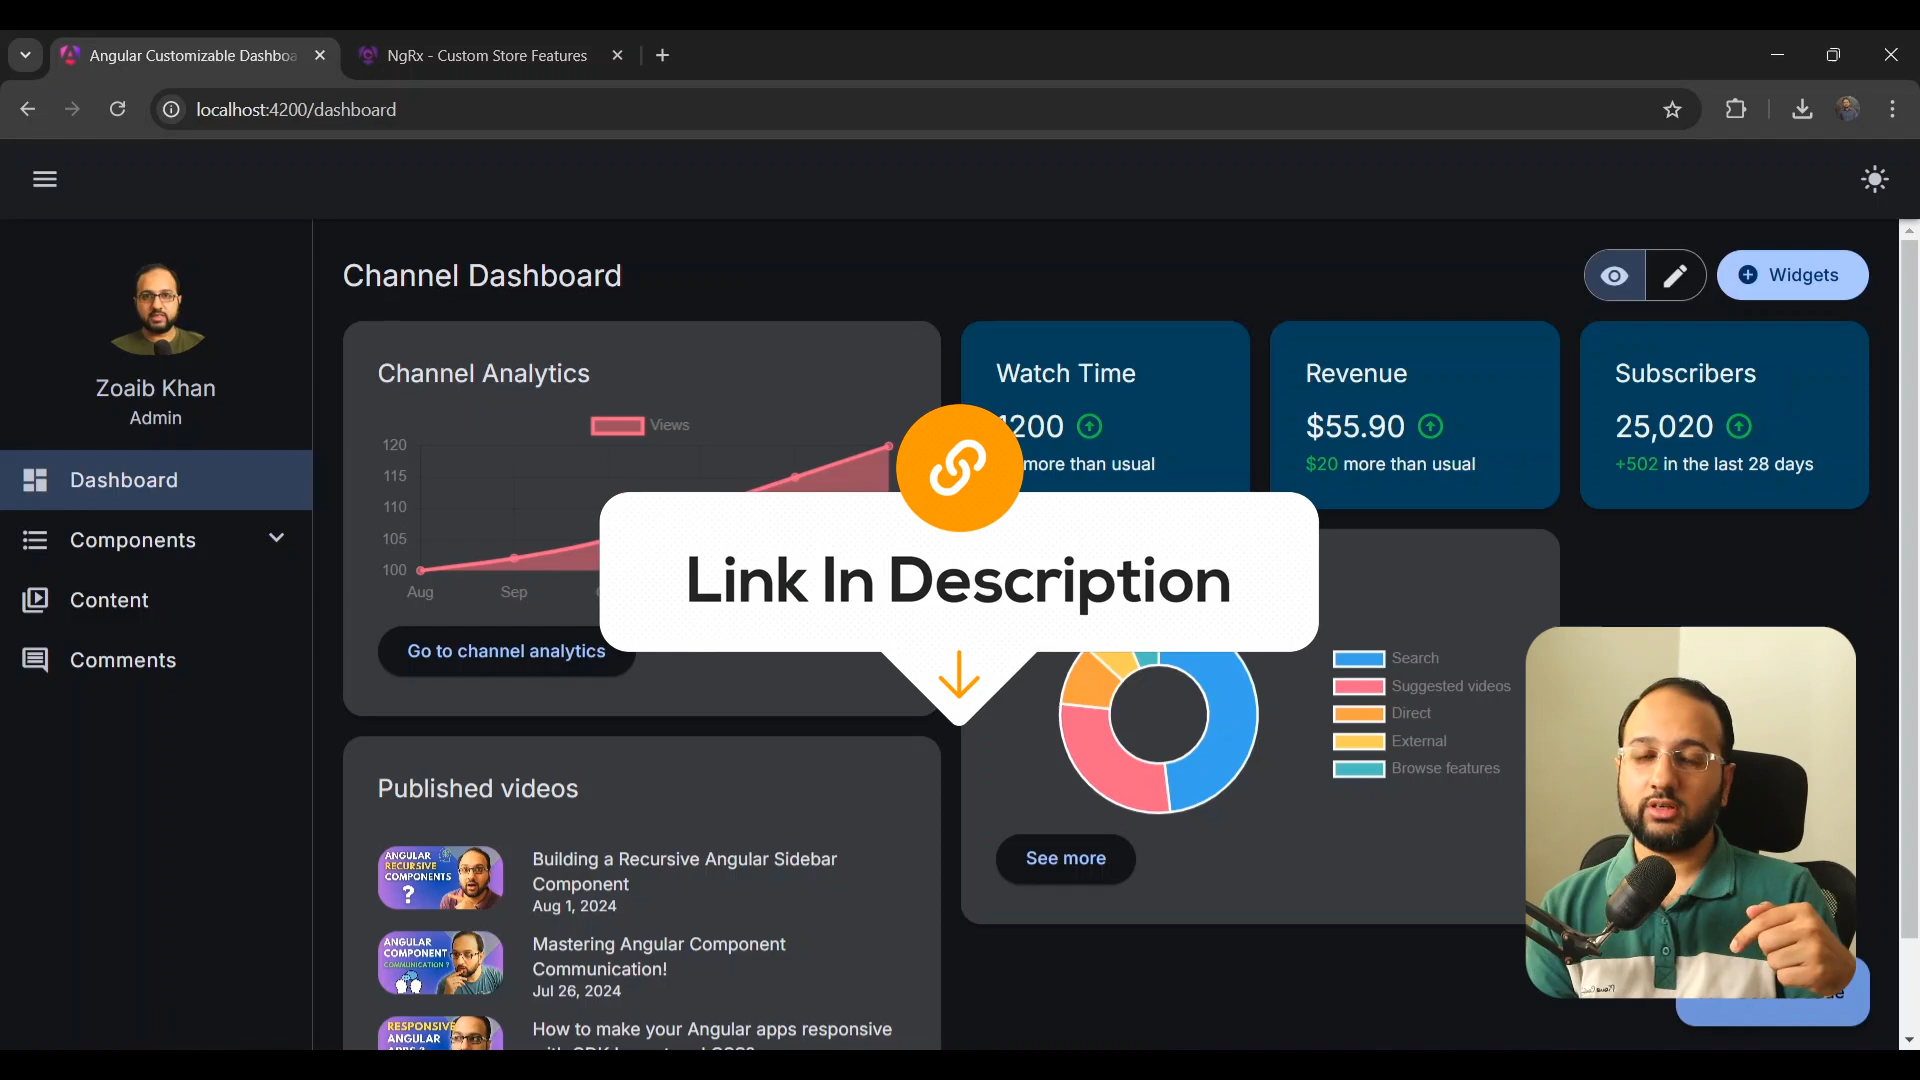 Angular Customizable Dashboa
NgRx - Custom Store Features
localhost:4200/dashboard
Zoaib Khan
Admin
Dashboard
Components
Content
Comments
Channel Dashboard
Widgets
Channel Analytics
Views
120
115
110
105
100
Aug
Sep
Go to channel analytics
Watch Time
1200
more than usual
Revenue
$55.90
$20 more than usual
Subscribers
25,020
+502 in the last 28 days
Link In Description
Search
Suggested videos
Direct
External
Browse features
See more
Published videos
ANGULAR
RECURSIVE
COMPONENTS
?
Building a Recursive Angular Sidebar
Component
Aug 1, 2024
ANGULAR
COMPONENT
COMMUNICATION ?
Mastering Angular Component
Communication!
Jul 26, 2024
RESPONSIVE
ANGULAR
How to make your Angular apps responsive